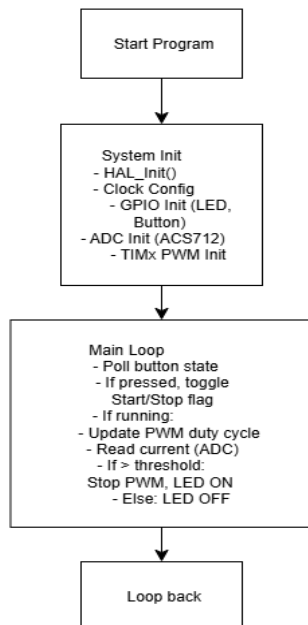 Start Program
System Init
- HAL_Init()
- Clock Config
- GPIO Init (LED,
Button)
- ADC Init (ACS712)
- TIMx PWM Init
Main Loop
- Poll button state
- If pressed, toggle
Start/Stop flag
- If running:
- Update PWM duty cycle
- Read current (ADC)
- If > threshold:
Stop PWM, LED ON
- Else: LED OFF
Loop back